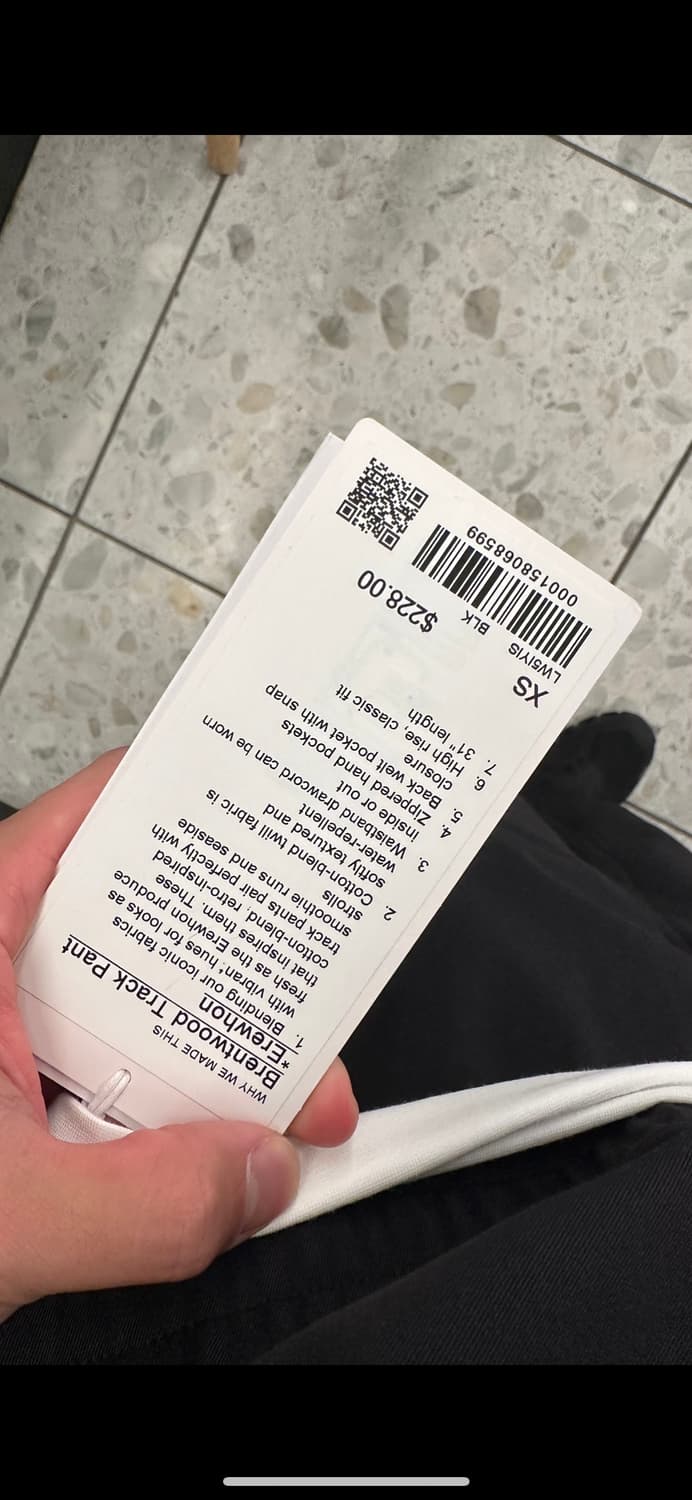 WHY WE MADE THIS
Brentwood Track Pant
*Erewhon
1. Blending our iconic fabrics
with vibrant hues for looks as
fresh as the Erewhon produce
that inspires them. These
cotton-blend, retro-inspired
track pants pair perfectly with
smoothie runs and seaside
strolls
2. Cotton-blend twill fabric is
softly textured and
water-repellent
3. Waistband drawcord can be worn
inside or out
4. Zippered hand pockets
5. Back welt pocket with snap
closure
6. High rise, classic fit
7. 31" length
XS
LW5IYIS BLK
$228.00
000158068599